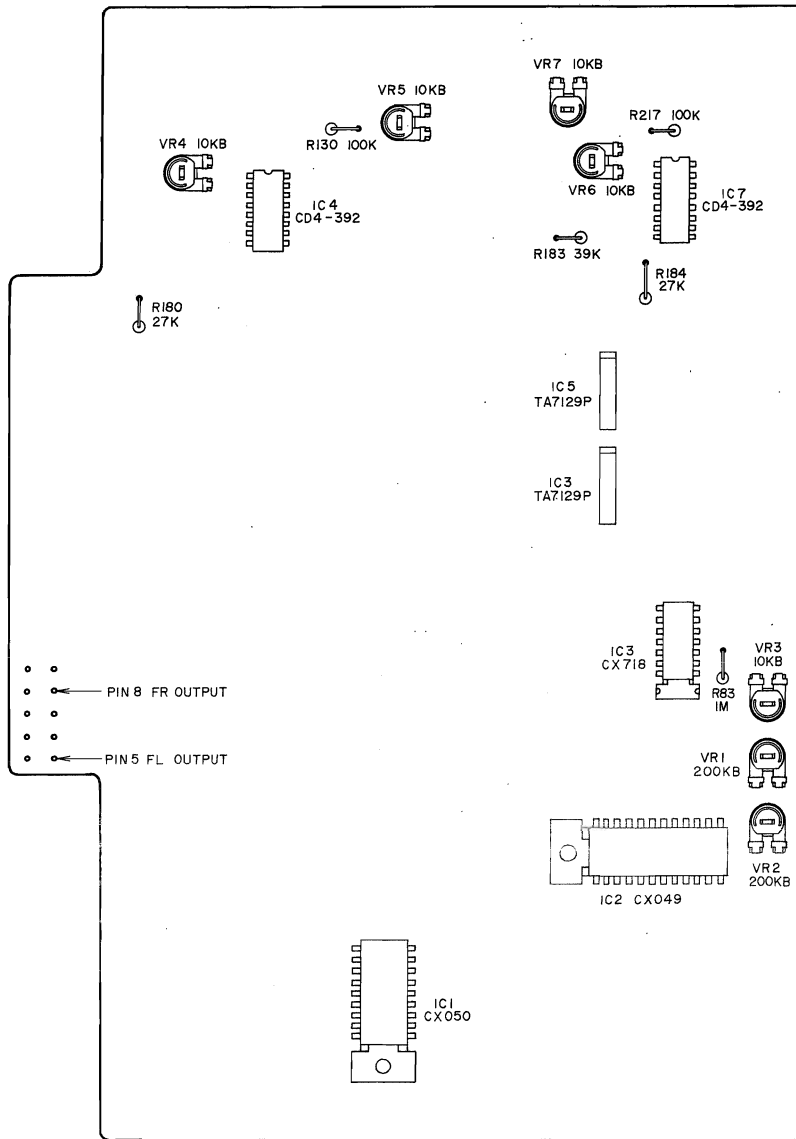 VR7 10KB
VR5 10KB
R217 100K
R130 100K
VR4 10KB
VR6 10KB
IC7
CD4-392
IC4
CD4-392
R183 39K
R184
27K
R180
27K
IC5
TA7129P
IC3
TA7129P
IC3
CX718
VR3
10KB
R83
1M
PIN 8 FR OUTPUT
VR1
200KB
PIN 5 FL OUTPUT
VR2
200KB
IC2 CX049
IC1
CX050